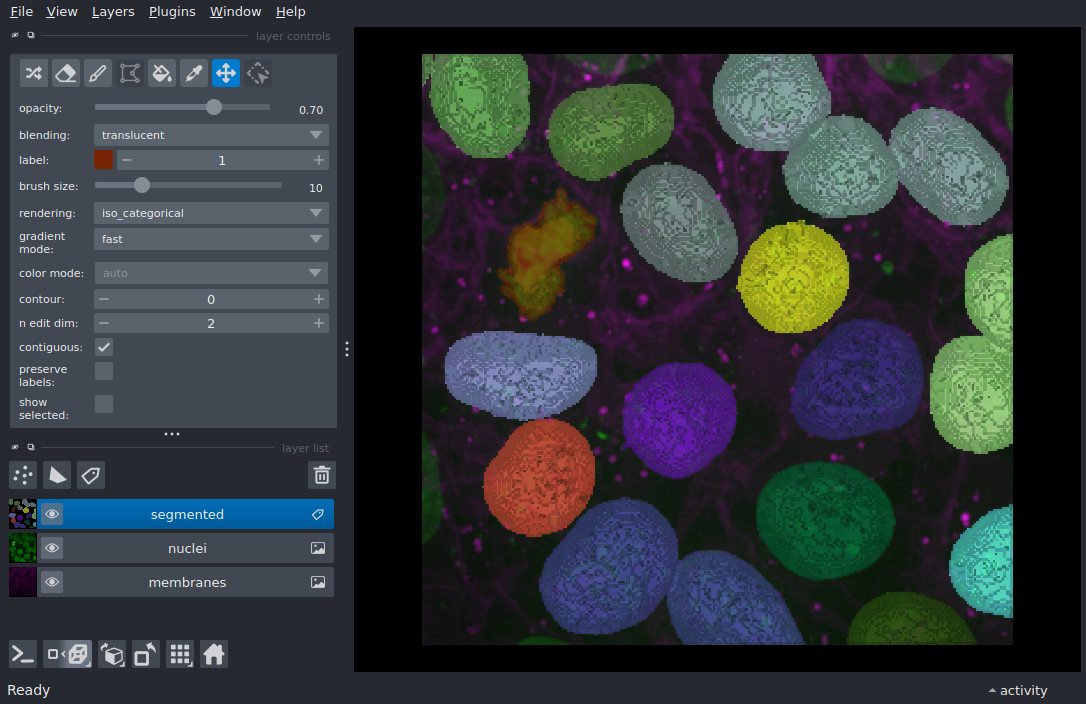 File View Layers Plugins Window Help
layer controls
opacity: 0.70
blending: translucent
label: 1
brush size: 10
rendering: iso_categorical
gradient
mode: fast
color mode: auto
contour: 0
n edit dim: 2
contiguous:
preserve
labels:
show
selected:
layer list
segmented
nuclei
membranes
Ready activity